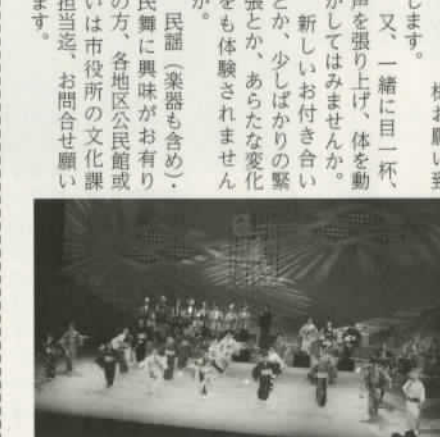 様お願い致
します。
又、一緒に目一杯、
声を張り上げ、体を動
かしてはみませんか。
新しいお付き合い
とか、少しばかりの緊
張とか、あらたな変化
をも体験されません
か。
民謡（楽器も含め）・
民舞に興味がお有り
の方、各地区公民館或
いは市役所の文化課
担当迄、お問合せ願い
ます。